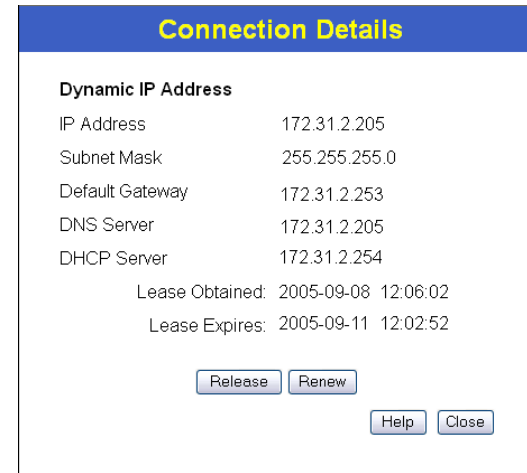 Connection Details
Dynamic IP Address
IP Address 172.31.2.205
Subnet Mask 255.255.255.0
Default Gateway 172.31.2.253
DNS Server 172.31.2.205
DHCP Server 172.31.2.254
Lease Obtained: 2005-09-08 12:06:02
Lease Expires: 2005-09-11 12:02:52
Release Renew
Help Close